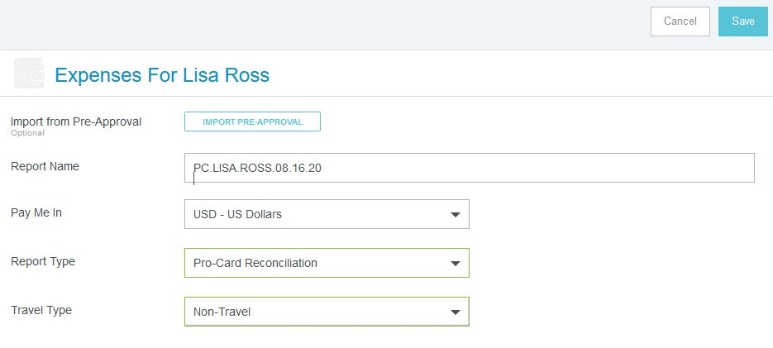 Cancel
Save
Expenses For Lisa Ross
Import from Pre-Approval
Optional
IMPORT PRE-APPROVAL
Report Name
PC.LISA.ROSS.08.16.20
Pay Me In
USD - US Dollars
Report Type
Pro-Card Reconciliation
Travel Type
Non-Travel